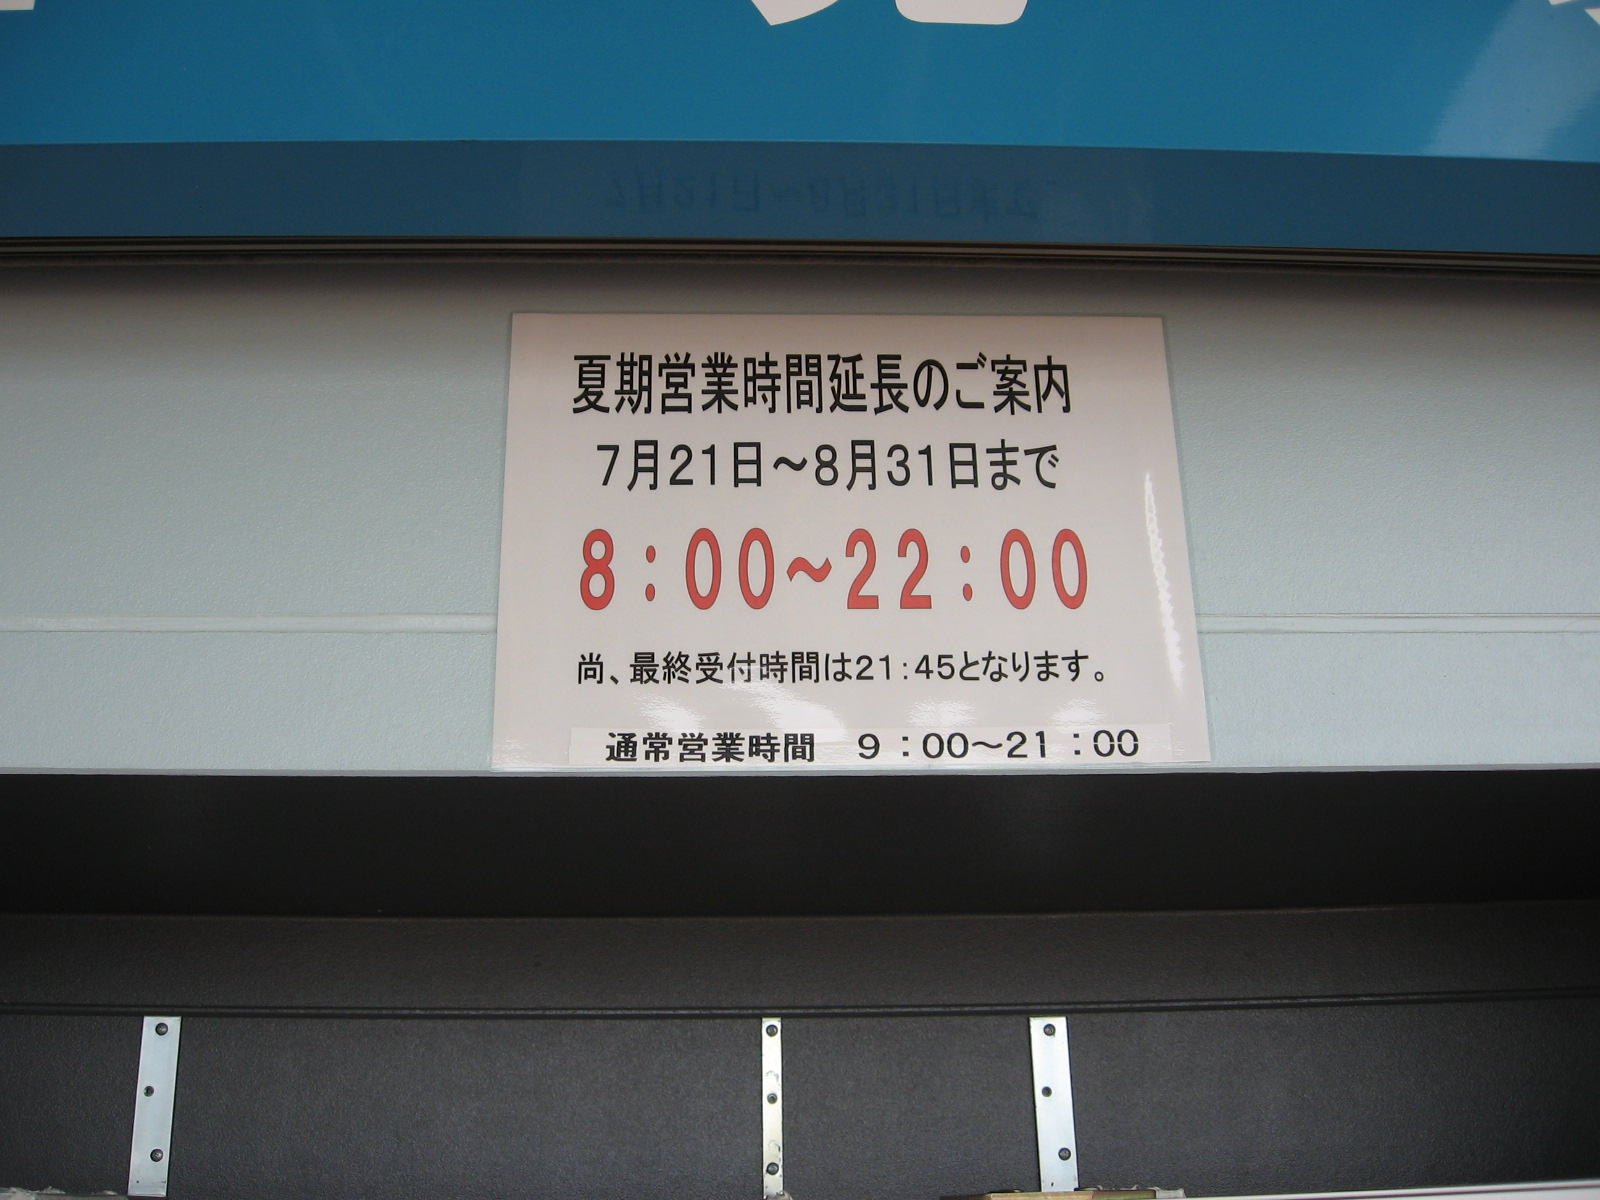 夏期営業時間延長のご案内
7月21日～8月31日まで
8：00～22：00
尚、最終受付時間は21：45となります。
通常営業時間　9：00～21：00